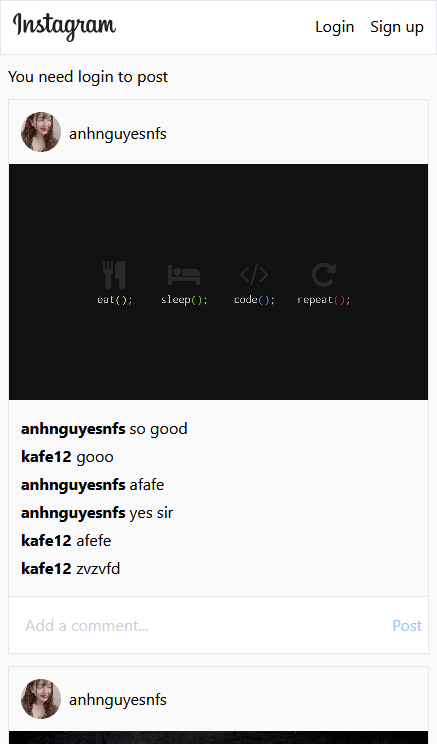 Instagram Login Sign up
You need login to post
anhnguyesnfs
eat(); sleep(); code(); repeat();
anhnguyesnfs so good
kafe12 gooo
anhnguyesnfs afafe
anhnguyesnfs yes sir
kafe12 afefe
kafe12 zvzvfd
Add a comment... Post
anhnguyesnfs